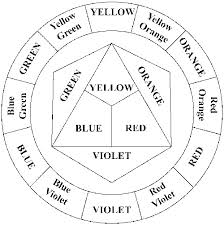 YELLOW
Yellow
Orange
ORANGE
Red
Orange
RED
Red
Violet
VIOLET
Blue
Violet
BLUE
Blue
Green
GREEN
Yellow
Green
YELLOW
ORANGE
RED
VIOLET
BLUE
GREEN